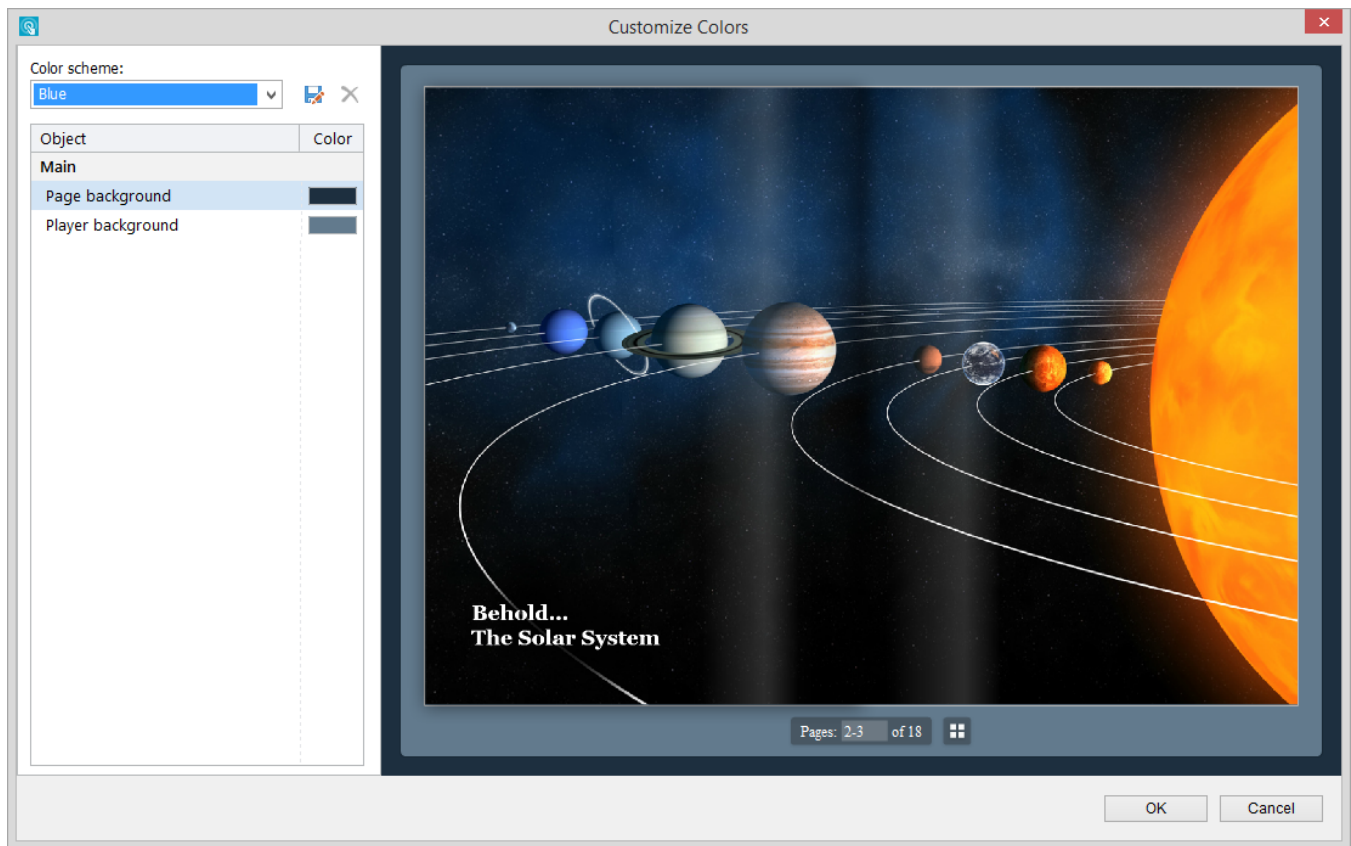 Customize Colors
Color scheme:
Blue
Object Color
Main
Page background
Player background
Behold...
The Solar System
Pages: 2-3 of 18
OK Cancel